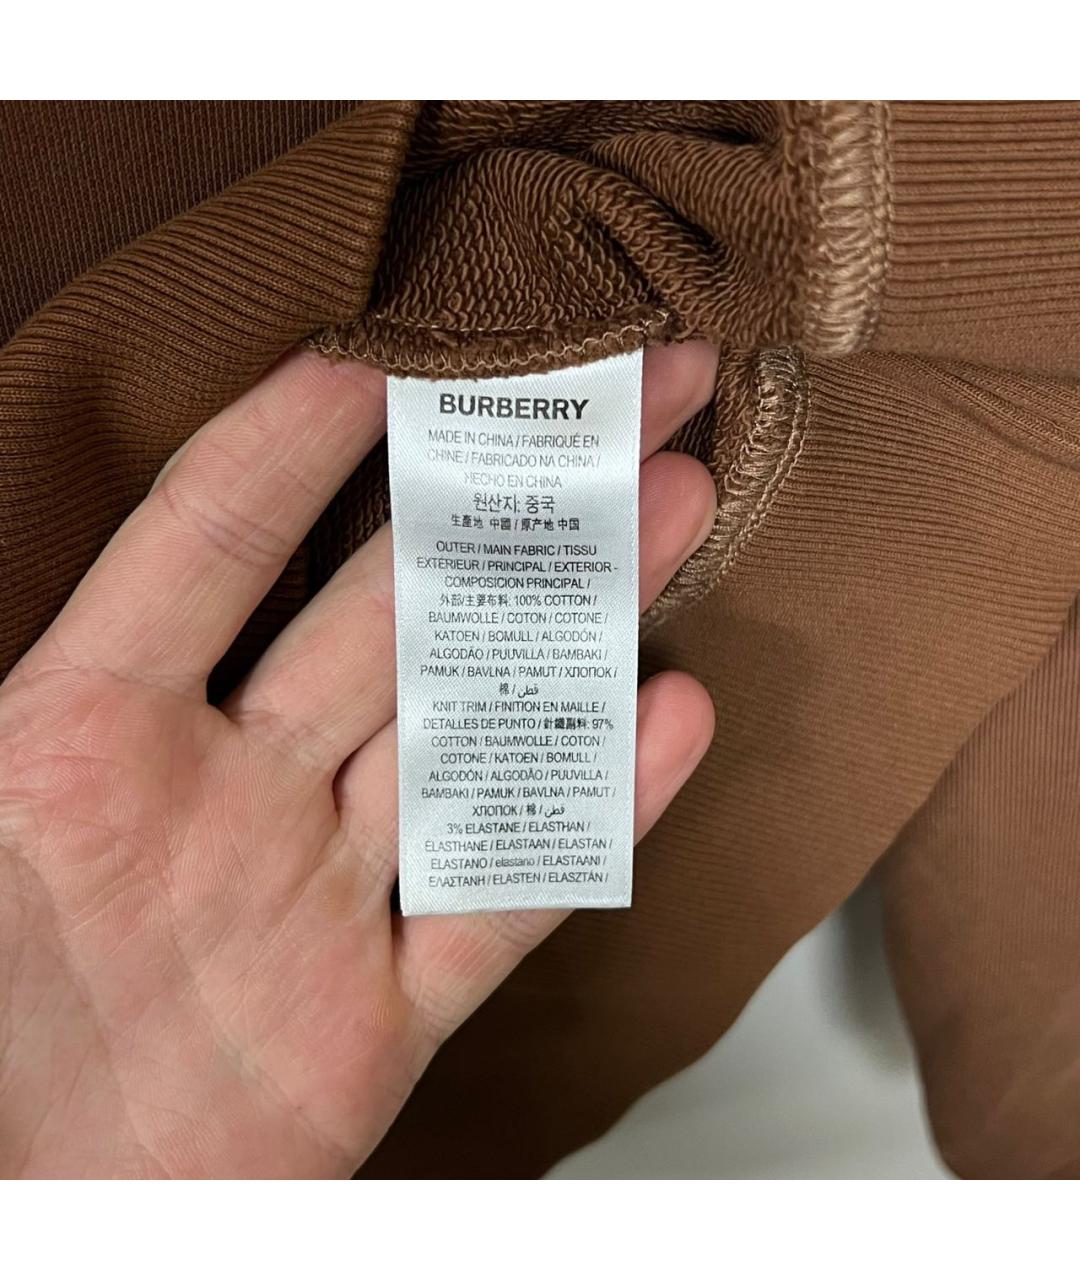 BURBERRY
MADE IN CHINA / FABRIQUÉ EN
CHINE / FABRICADO NA CHINA /
HECHO EN CHINA
원산지: 중국
生產地 中國 / 原产地 中国
OUTER / MAIN FABRIC / TISSU
EXTÉRIEUR / PRINCIPAL / EXTERIOR -
COMPOSICIÓN PRINCIPAL /
外部/主要布料: 100% COTTON /
BAUMWOLLE / COTON / COTONE /
KATOEN / BOMULL / ALGODÓN /
ALGODÃO / PUUVILLA / BAMBAKI /
PAMUK / BAVLNA / PAMUT / ХЛОПОК /
棉 / قطن
KNIT TRIM / FINITION EN MAILLE /
DETALLES DE PUNTO / 針織副料: 97%
COTTON / BAUMWOLLE / COTON /
COTONE / KATOEN / BOMULL /
ALGODÓN / ALGODÃO / PUUVILLA /
BAMBAKI / PAMUK / BAVLNA / PAMUT /
ХЛОПОК / 棉 / قطن
3% ELASTANE / ELASTHAN /
ÉLASTHANE / ELASTAAN / ELASTAN /
ELASTANO / elastano / ELASTAANI /
ΕΛΑΣΤΑΝΗ / ELASTEN / ELASZTÁN /